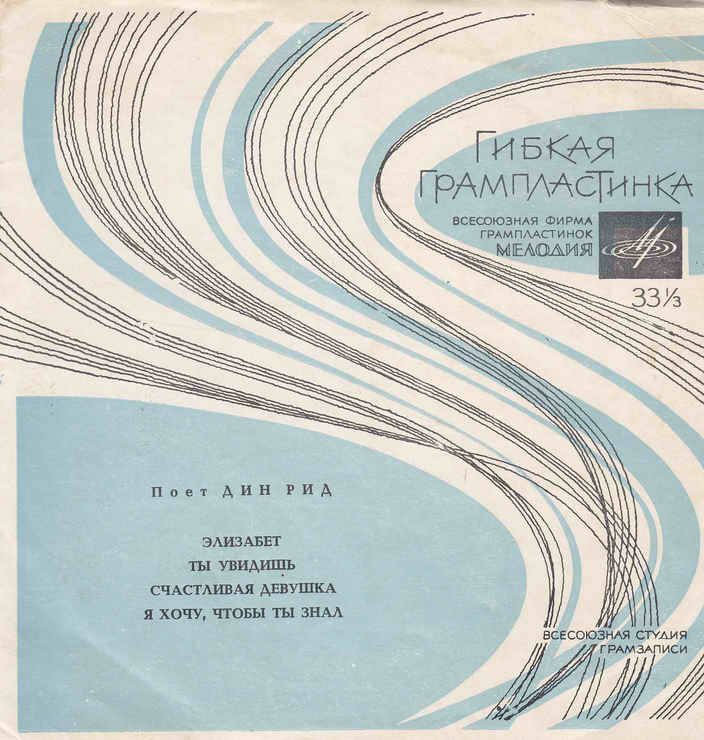 ГИБКАЯ
ГРАМПЛАСТИНКА
ВСЕСОЮЗНАЯ ФИРМА
ГРАМПЛАСТИНОК
МЕЛОДИЯ
33⅓
Поет ДИН РИД
ЭЛИЗАБЕТ
ТЫ УВИДИШЬ
СЧАСТЛИВАЯ ДЕВУШКА
Я ХОЧУ, ЧТОБЫ ТЫ ЗНАЛ
ВСЕСОЮЗНАЯ СТУДИЯ
ГРАМЗАПИСИ